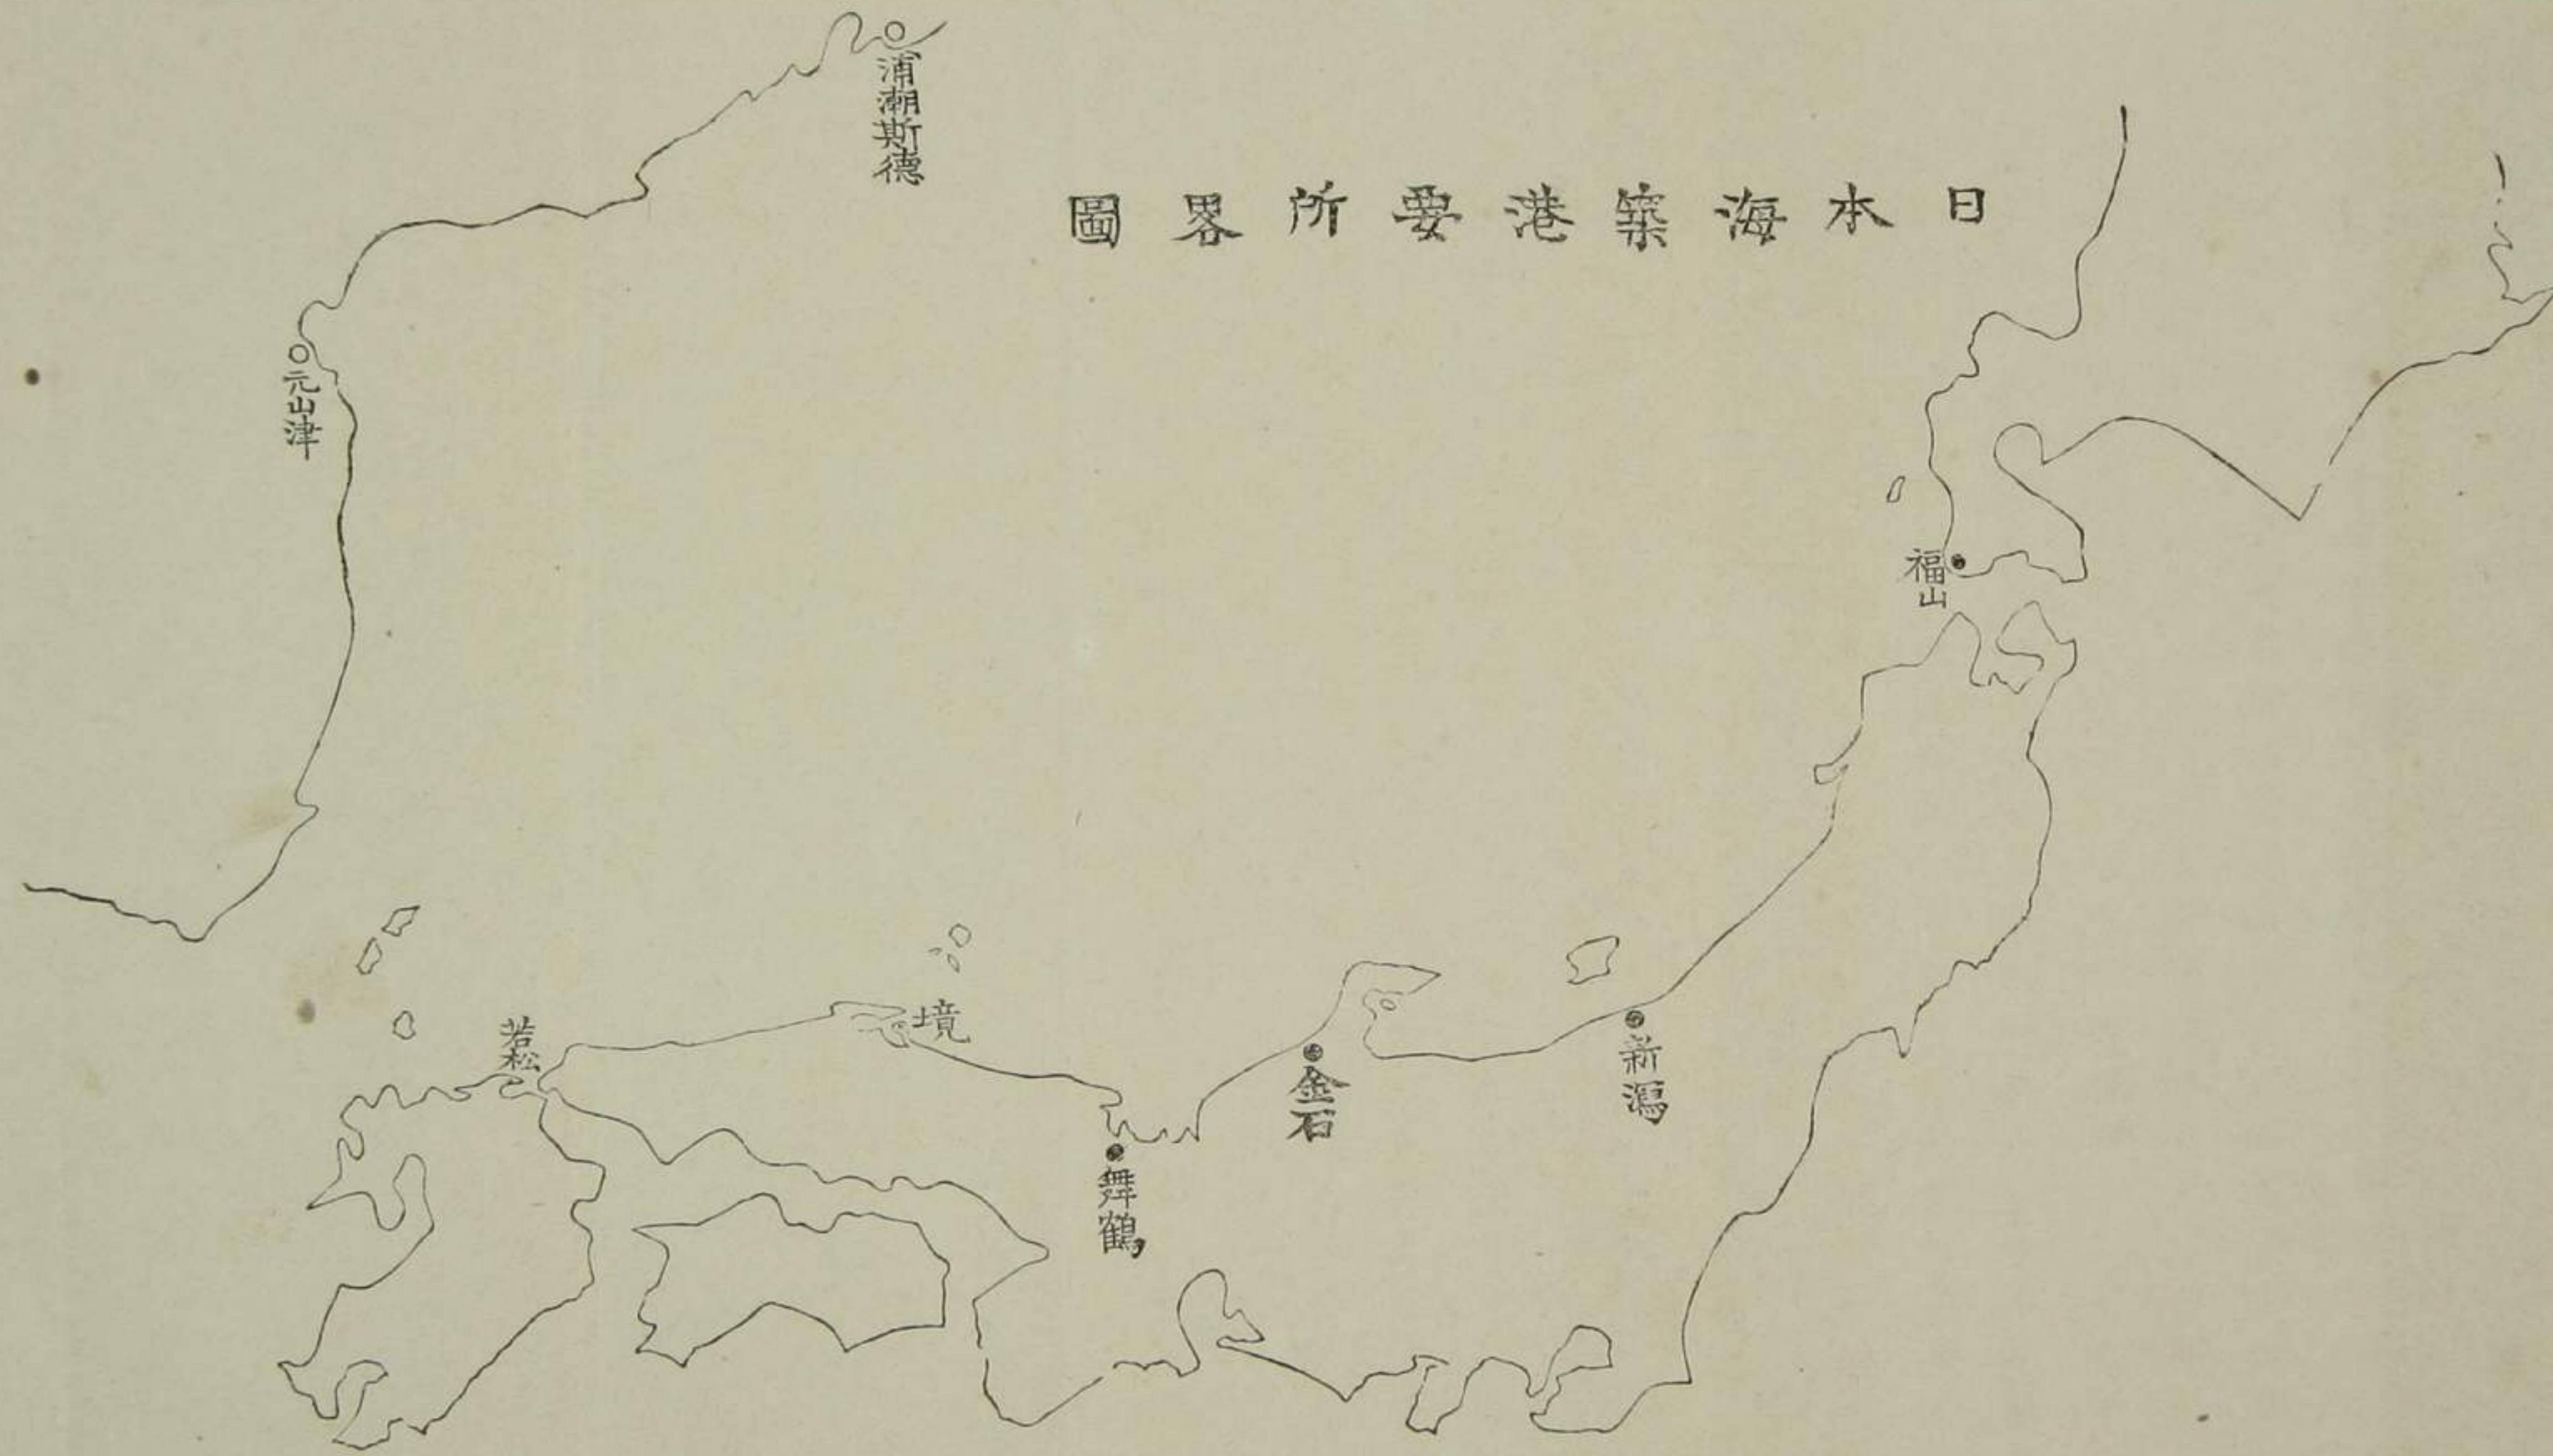 日本海築港要所畧圖
浦潮斯德
元山津
福山
新潟
金石
舞鶴
境
若松